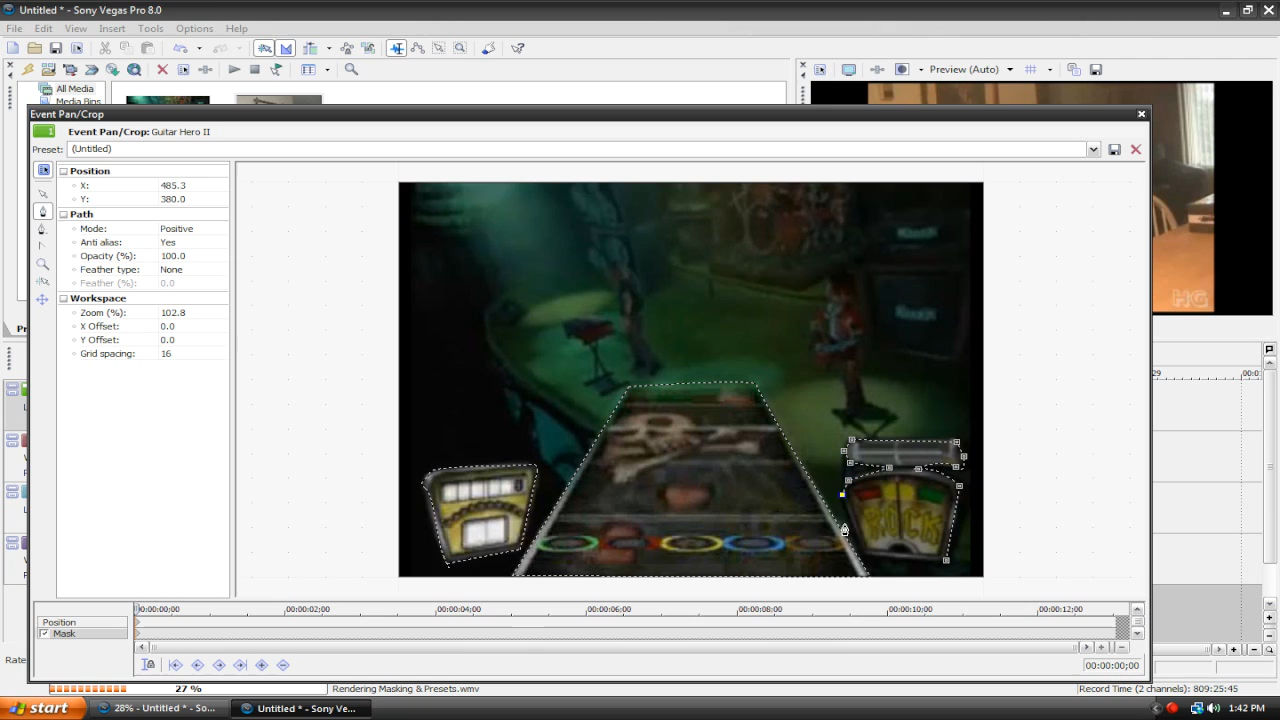 Untitled * - Sony Vegas Pro 8.0
File Edit View Insert Tools Options Help
All Media
Media Bins
Preview (Auto)
Event Pan/Crop
Event Pan/Crop: Guitar Hero II
Preset: (Untitled)
Position
X: 485.3
Y: 380.0
Path
Mode: Positive
Anti alias: Yes
Opacity (%): 100.0
Feather type: None
Feather (%): 0.0
Workspace
Zoom (%): 102.8
X Offset: 0.0
Y Offset: 0.0
Grid spacing: 16
ROCK
HG
29 00:0
00:00:00;00 00:00:02;00 00:00:04;00 00:00:06;00 00:00:08;00 00:00:10;00 00:00:12;00
Position
Mask
00:00:00;00
Rate
27 % Rendering Masking & Presets.wmv Record Time (2 channels): 809:25:45
start 28% - Untitled * - So... Untitled * - Sony Ve... 1:42 PM